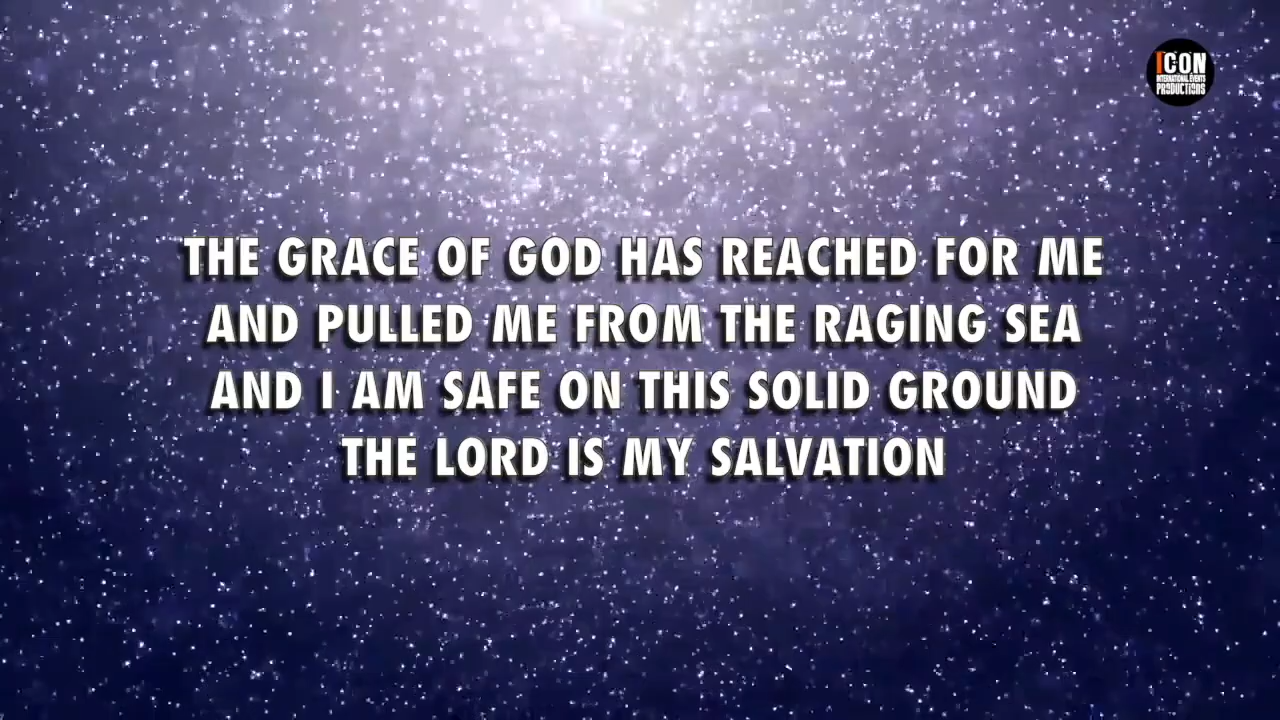 ICON
INTERNATIONAL EVENTS
PRODUCTIONS
THE GRACE OF GOD HAS REACHED FOR ME
AND PULLED ME FROM THE RAGING SEA
AND I AM SAFE ON THIS SOLID GROUND
THE LORD IS MY SALVATION